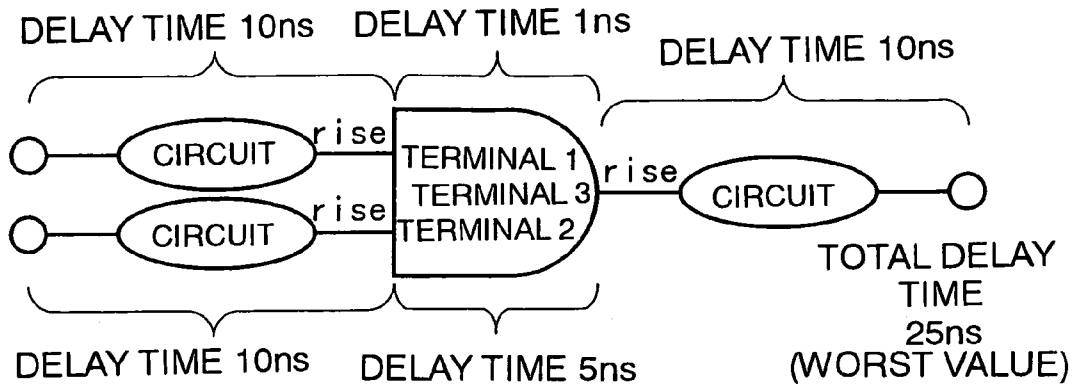 DELAY TIME 10ns
DELAY TIME 1ns
DELAY TIME 10ns
CIRCUIT
rise
TERMINAL 1
TERMINAL 3
rise
CIRCUIT
CIRCUIT
rise
TERMINAL 2
TOTAL DELAY
TIME
25ns
(WORST VALUE)
DELAY TIME 10ns
DELAY TIME 5ns